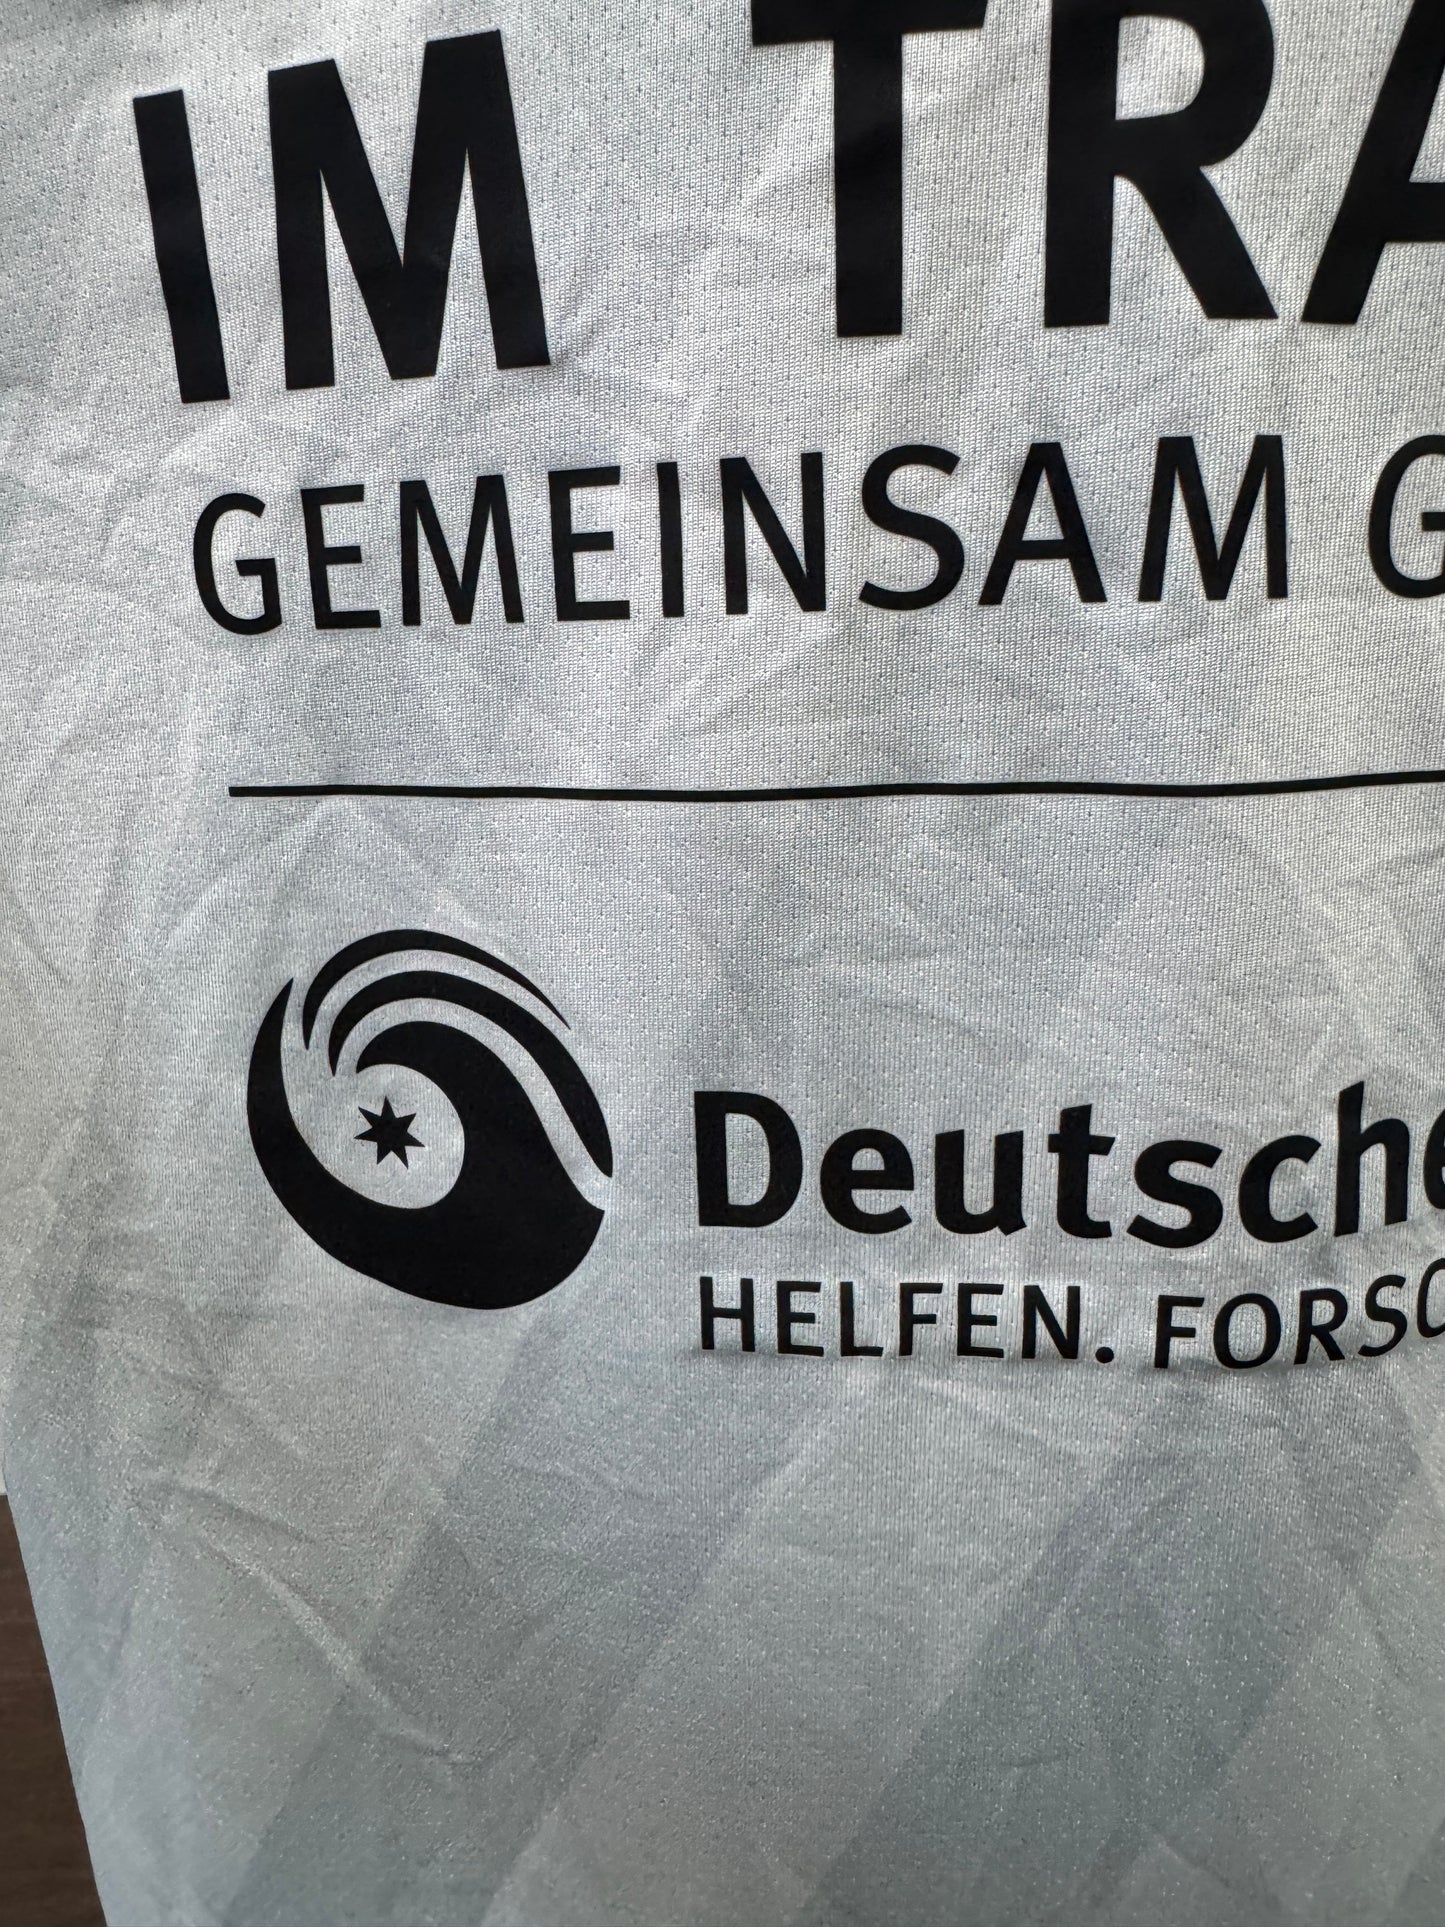 IM TRA
GEMEINSAM G
Deutsche
HELFEN. FORSC